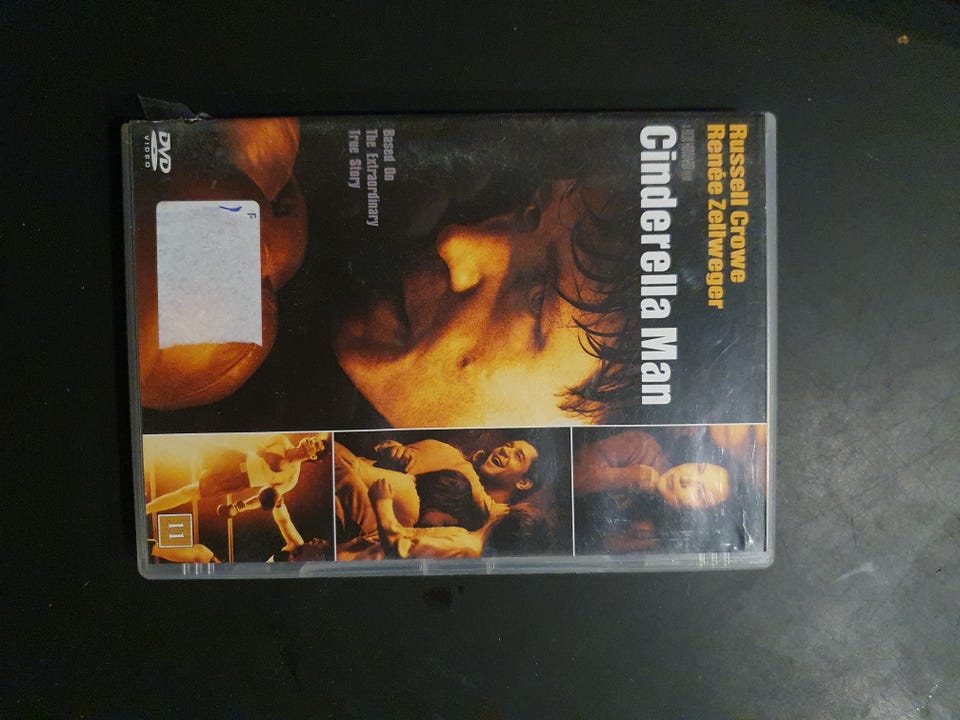 Russell Crowe
Renée Zellweger
Cinderella Man
Based On
The Extraordinary
True Story
F
DVD
VIDEO
11